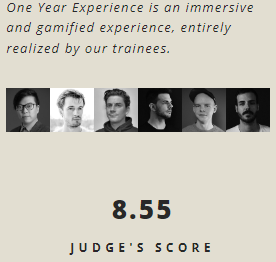 One Year Experience is an immersive
and gamified experience, entirely
realized by our trainees.
8.55
JUDGE'S SCORE